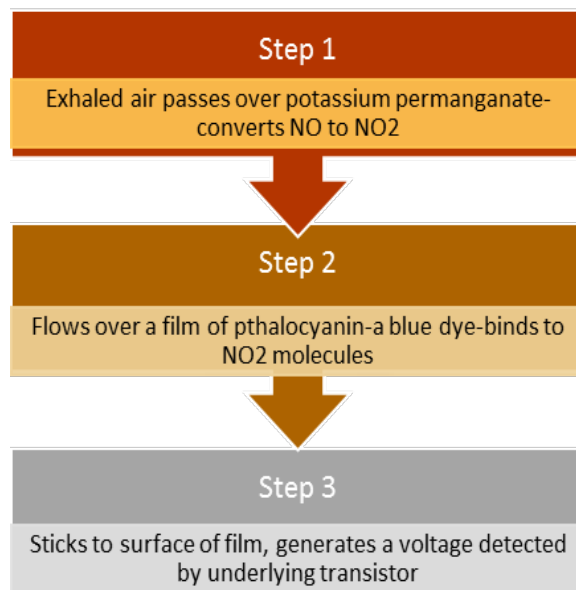 Step 1
Exhaled air passes over potassium permanganate-
converts NO to NO2
Step 2
Flows over a film of pthalocyanin-a blue dye-binds to
NO2 molecules
Step 3
Sticks to surface of film, generates a voltage detected
by underlying transistor